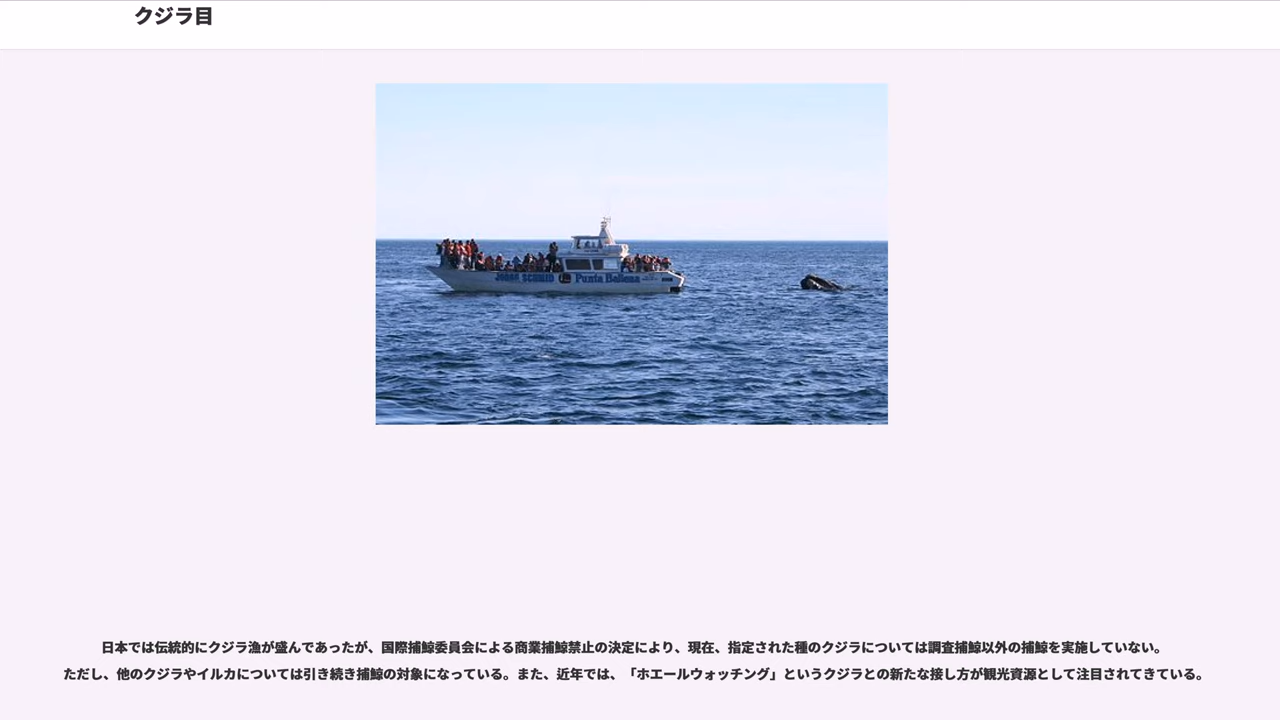 クジラ目
JORGE SCHMID Punta Ballena
日本では伝統的にクジラ漁が盛んであったが、国際捕鯨委員会による商業捕鯨禁止の決定により、現在、指定された種のクジラについては調査捕鯨以外の捕鯨を実施していない。
ただし、他のクジラやイルカについては引き続き捕鯨の対象になっている。また、近年では、「ホエールウォッチング」というクジラとの新たな接し方が観光資源として注目されてきている。